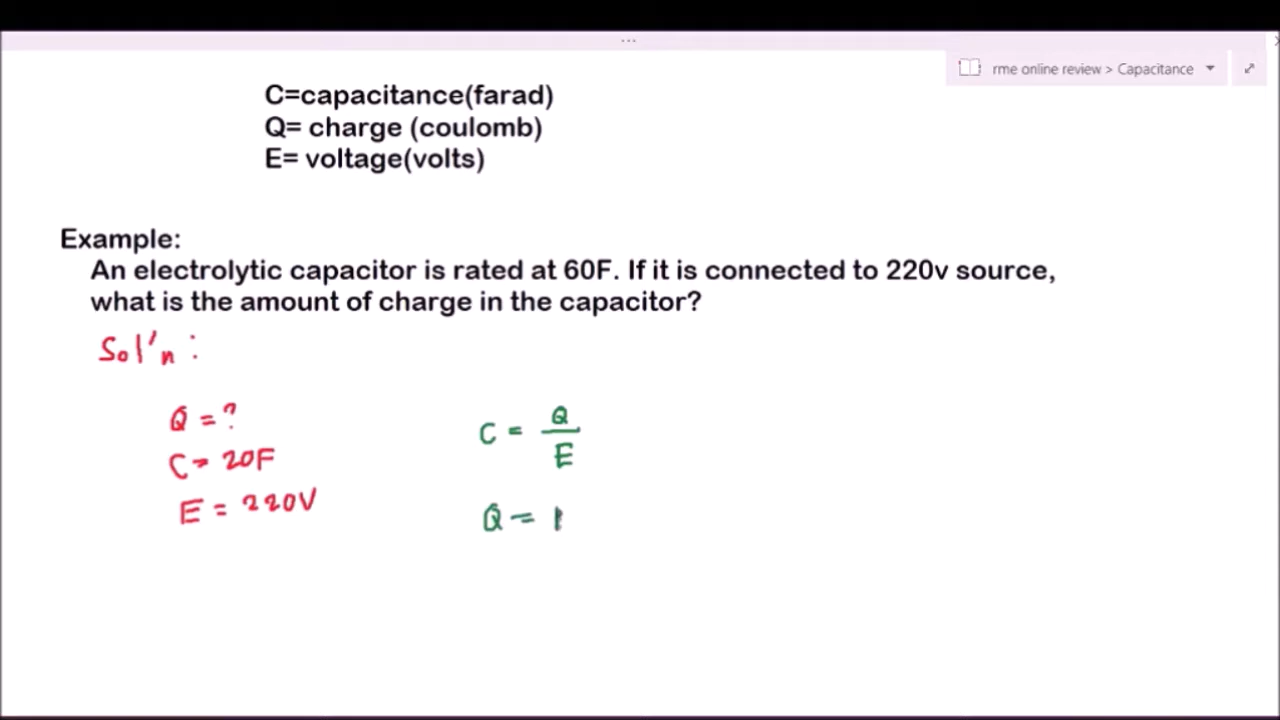 rme online review > Capacitance
C=capacitance(farad)
Q= charge (coulomb)
E= voltage(volts)
Example:
An electrolytic capacitor is rated at 60F. If it is connected to 220v source,
what is the amount of charge in the capacitor?
Sol'n :
Q = ?
C = 20F
E = 220V
C = Q
E
Q =